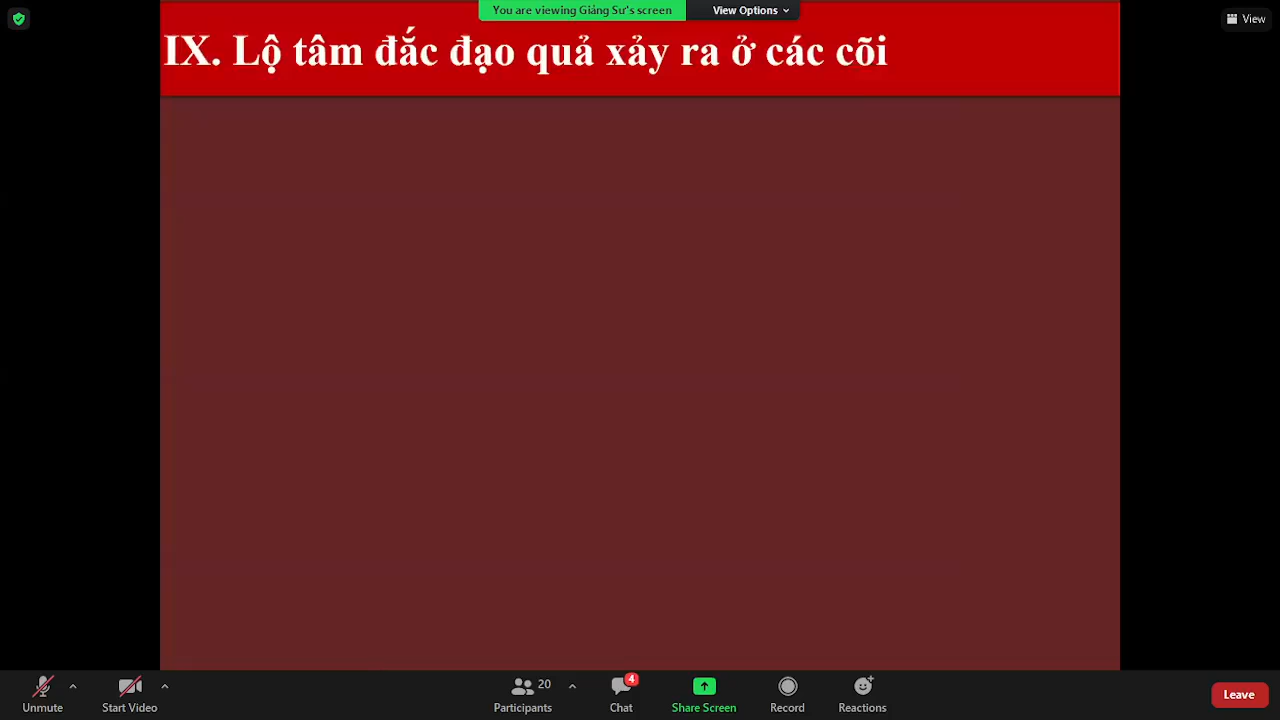 You are viewing Giảng Sư's screen
View Options
View
IX. Lộ tâm đắc đạo quả xảy ra ở các cõi
Unmute
Start Video
20
Participants
4
Chat
Share Screen
Record
Reactions
Leave